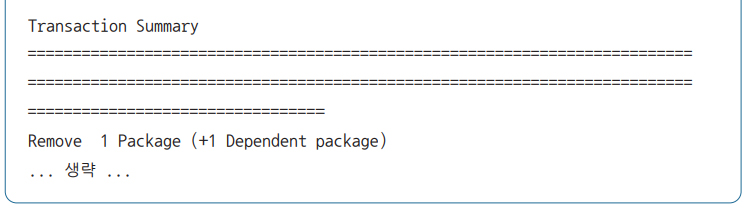 Transaction Summary
==========================================================================
==========================================================================
=================================
Remove  1 Package (+1 Dependent package)
... 생략 ...